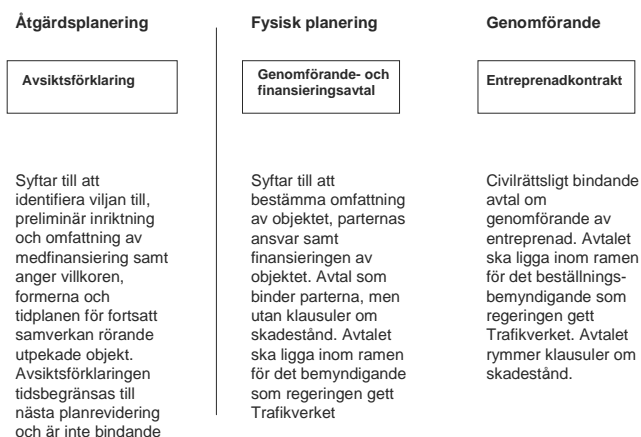 Åtgärdsplanering
Avsiktsförklaring
Syftar till att
identifiera viljan till,
preliminär inriktning
och omfattning av
medfinansiering samt
anger villkoren,
formerna och
tidplanen för fortsatt
samverkan rörande
utpekade objekt.
Avsiktsförklaringen
tidsbegränsas till
nästa planrevidering
och är inte bindande
Fysisk planering
Genomförande- och
finansieringsavtal
Syftar till att
bestämma omfattning
av objektet, parternas
ansvar samt
finansieringen av
objektet. Avtal som
binder parterna, men
utan klausuler om
skadestånd. Avtalet
ska ligga inom ramen
för det bemyndigande
som regeringen gett
Trafikverket
Genomförande
Entreprenadkontrakt
Civilrättsligt bindande
avtal om
genomförande av
entreprenad. Avtalet
ska ligga inom ramen
för det beställnings-
bemyndigande som
regeringen gett
Trafikverket. Avtalet
rymmer klausuler om
skadestånd.